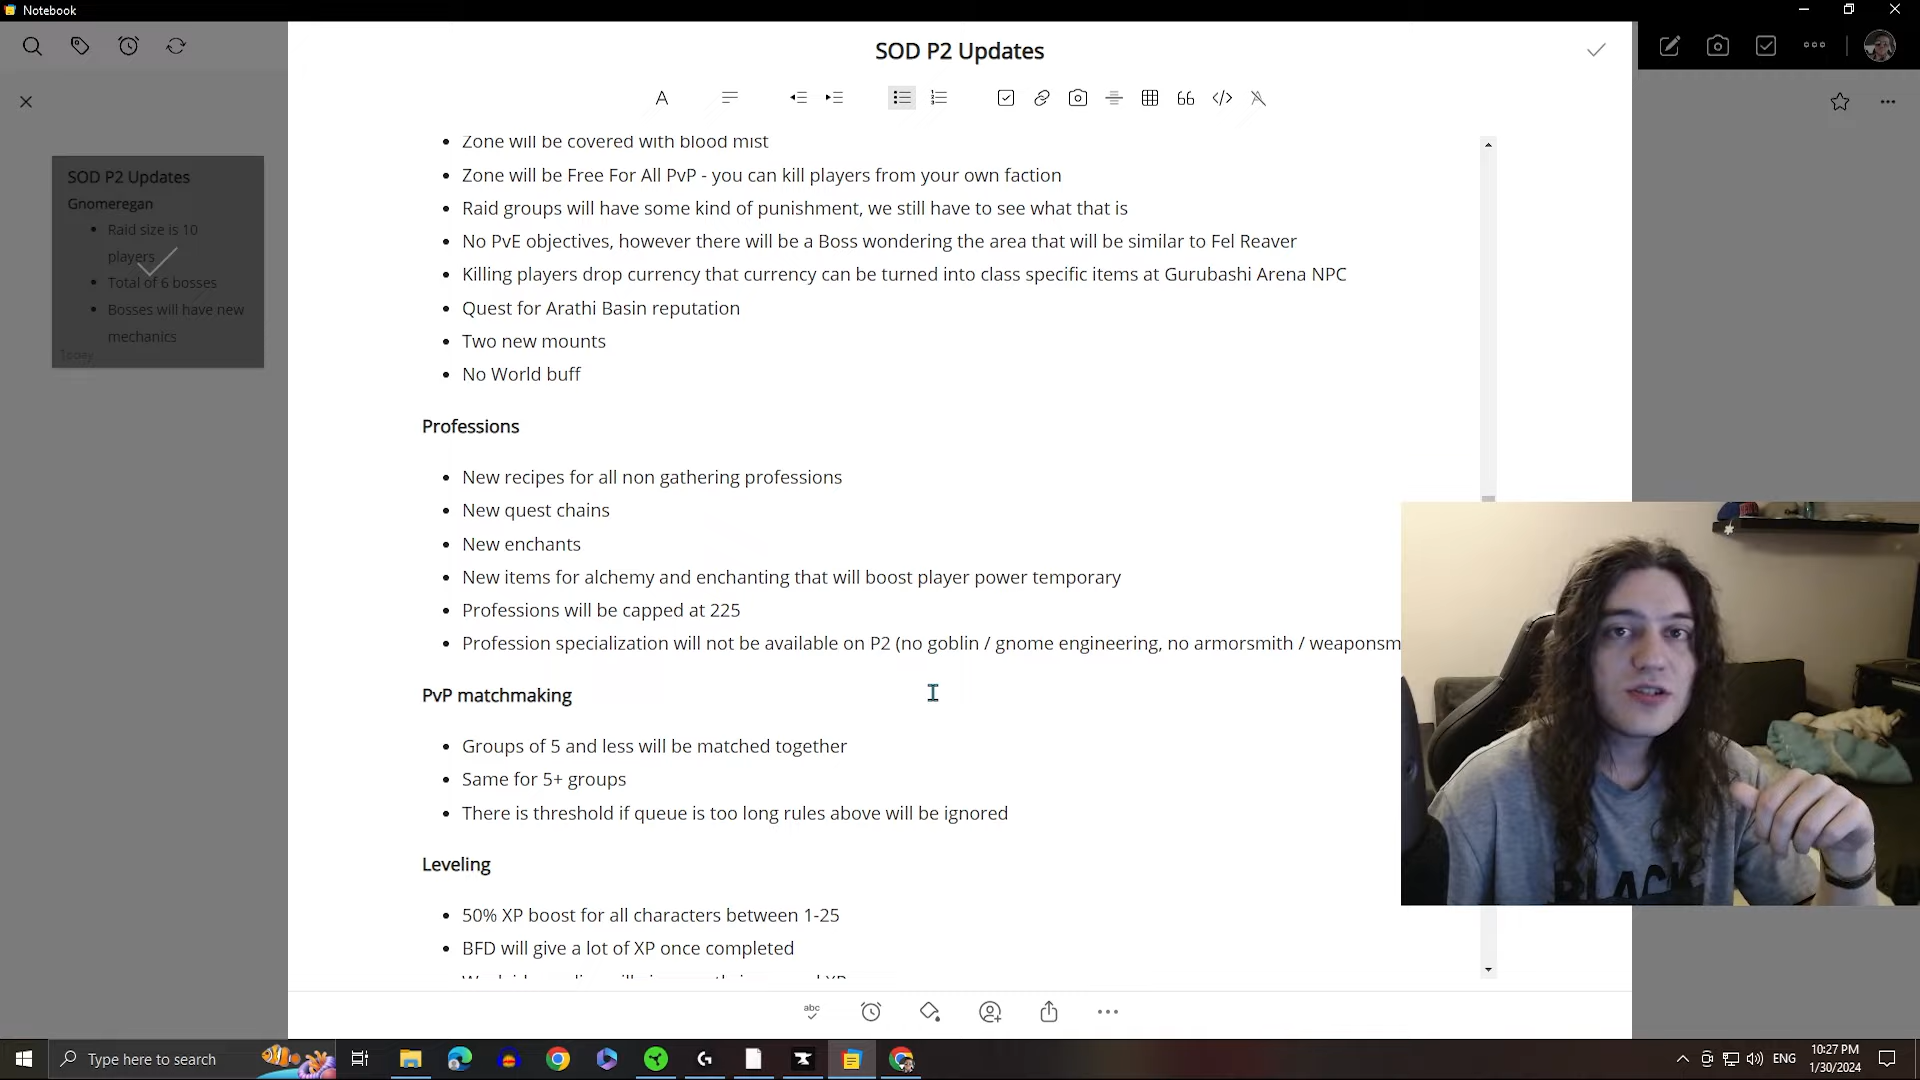 Notebook
SOD P2 Updates
SOD P2 Updates
Gnomeregan
Raid size is 10
players
Total of 6 bosses
Bosses will have new
mechanics
Today
Zone will be covered with blood mist
Zone will be Free For All PvP - you can kill players from your own faction
Raid groups will have some kind of punishment, we still have to see what that is
No PvE objectives, however there will be a Boss wondering the area that will be similar to Fel Reaver
Killing players drop currency that currency can be turned into class specific items at Gurubashi Arena NPC
Quest for Arathi Basin reputation
Two new mounts
No World buff
Professions
New recipes for all non gathering professions
New quest chains
New enchants
New items for alchemy and enchanting that will boost player power temporary
Professions will be capped at 225
Profession specialization will not be available on P2 (no goblin / gnome engineering, no armorsmith / weaponsm
PvP matchmaking
Groups of 5 and less will be matched together
Same for 5+ groups
There is threshold if queue is too long rules above will be ignored
Leveling
50% XP boost for all characters between 1-25
BFD will give a lot of XP once completed
abc
BLACK
Type here to search
ENG
10:27 PM
1/30/2024